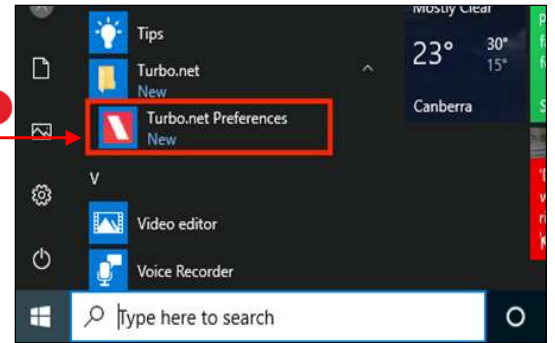 Tips
Turbo.net
New
Turbo.net Preferences
New
V
Video editor
Voice Recorder
Type here to search
Mostly Clear
23°
30°
15°
Canberra